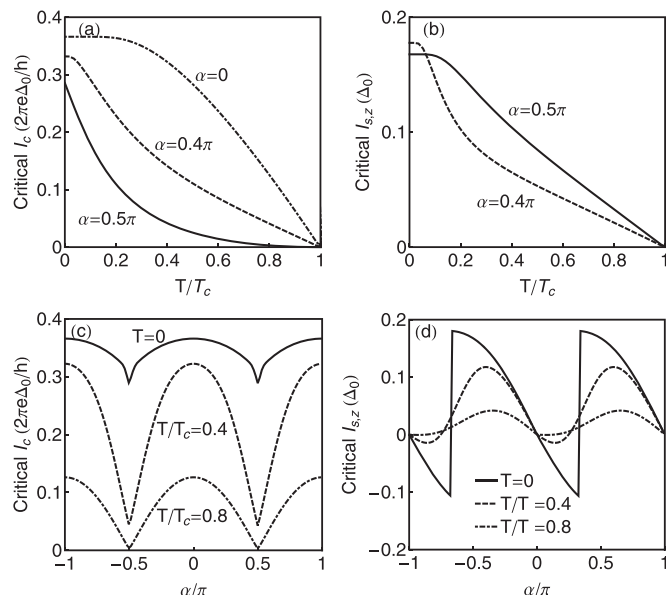 (a)
Critical I_c (2πeΔ_0/h)
0.4
0.3
0.2
0.1
0
α=0
α=0.4π
α=0.5π
0 0.2 0.4 0.6 0.8 1
T/T_c
(b)
Critical I_{s,z} (Δ_0)
0.2
0.1
0
α=0.5π
α=0.4π
0 0.2 0.4 0.6 0.8 1
T/T_c
(c)
Critical I_c (2πeΔ_0/h)
0.4
0.3
0.2
0.1
0
T=0
T/T_c=0.4
T/T_c=0.8
−1 −0.5 0 0.5 1
α/π
(d)
Critical I_{s,z} (Δ_0)
0.2
0.1
0
−0.1
−0.2
T=0
T/T =0.4
T/T =0.8
−1 −0.5 0 0.5 1
α/π